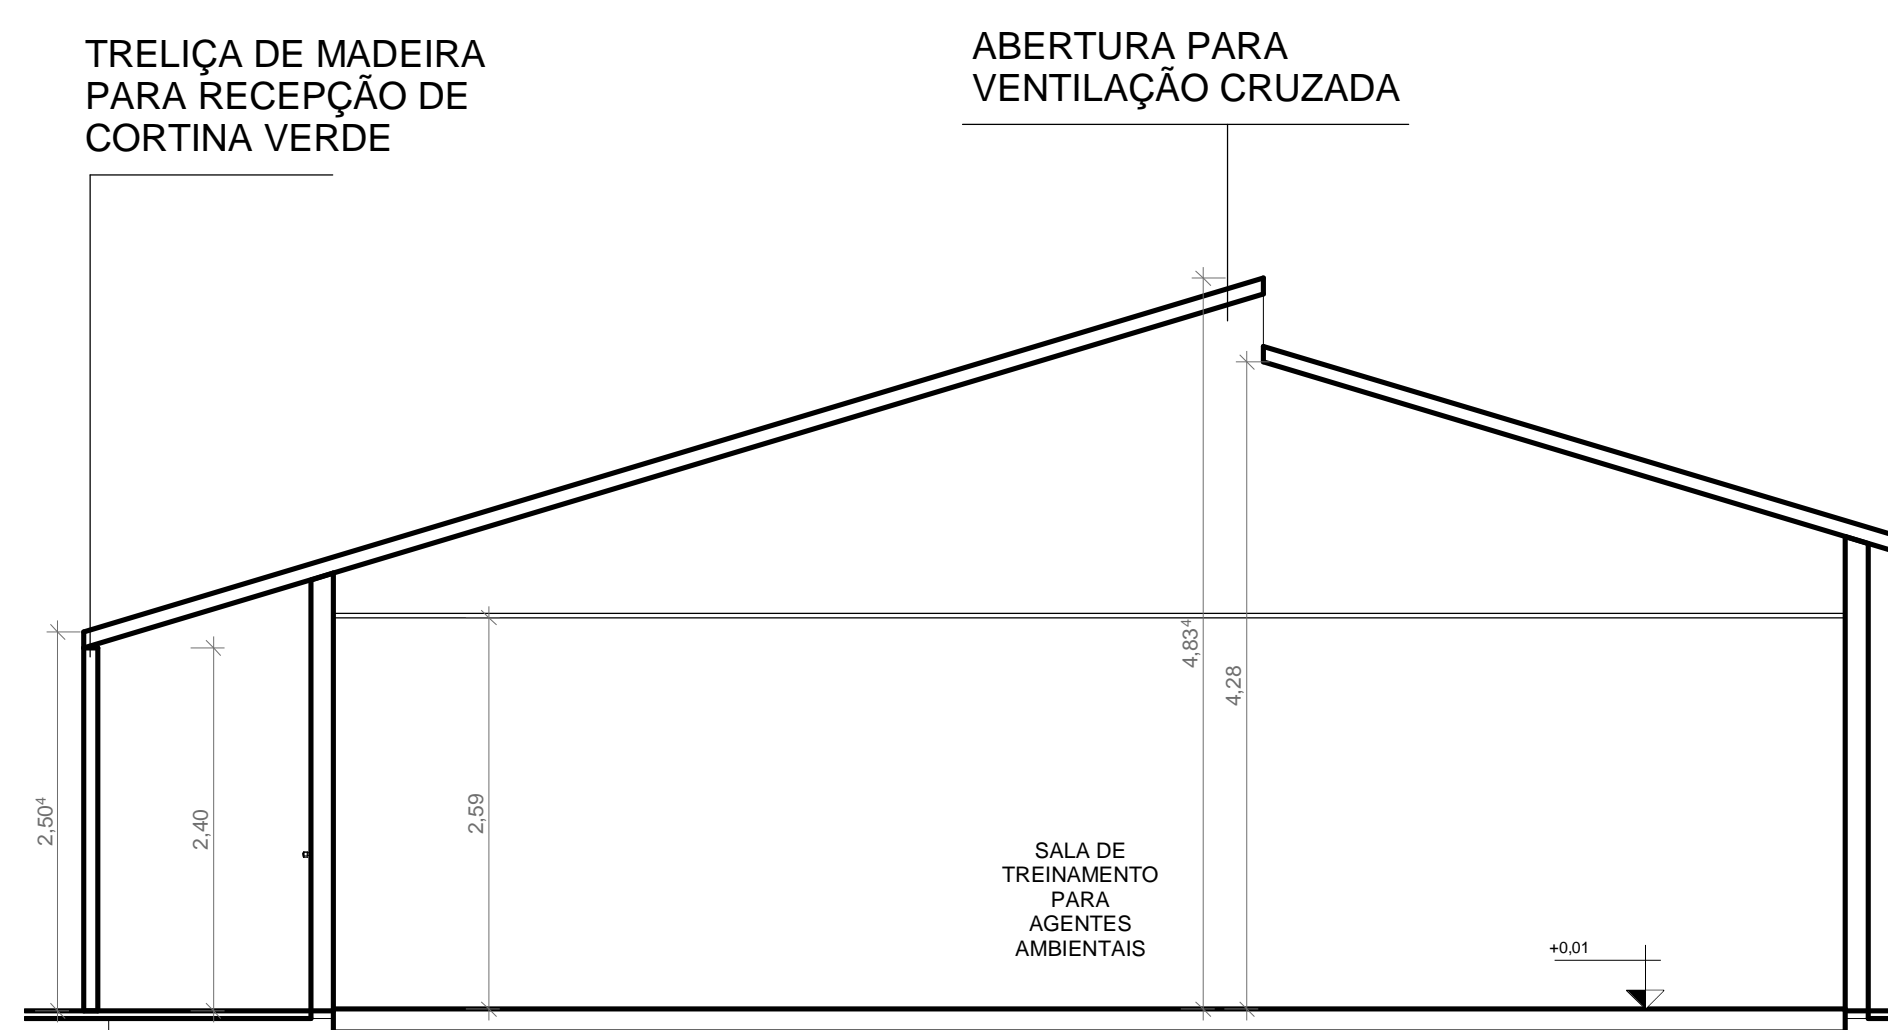 TRELIÇA DE MADEIRA
PARA RECEPÇÃO DE
CORTINA VERDE
ABERTURA PARA
VENTILAÇÃO CRUZADA
2,50⁴
2,40
2,59
4,83⁴
4,28
SALA DE
TREINAMENTO
PARA
AGENTES
AMBIENTAIS
+0,01